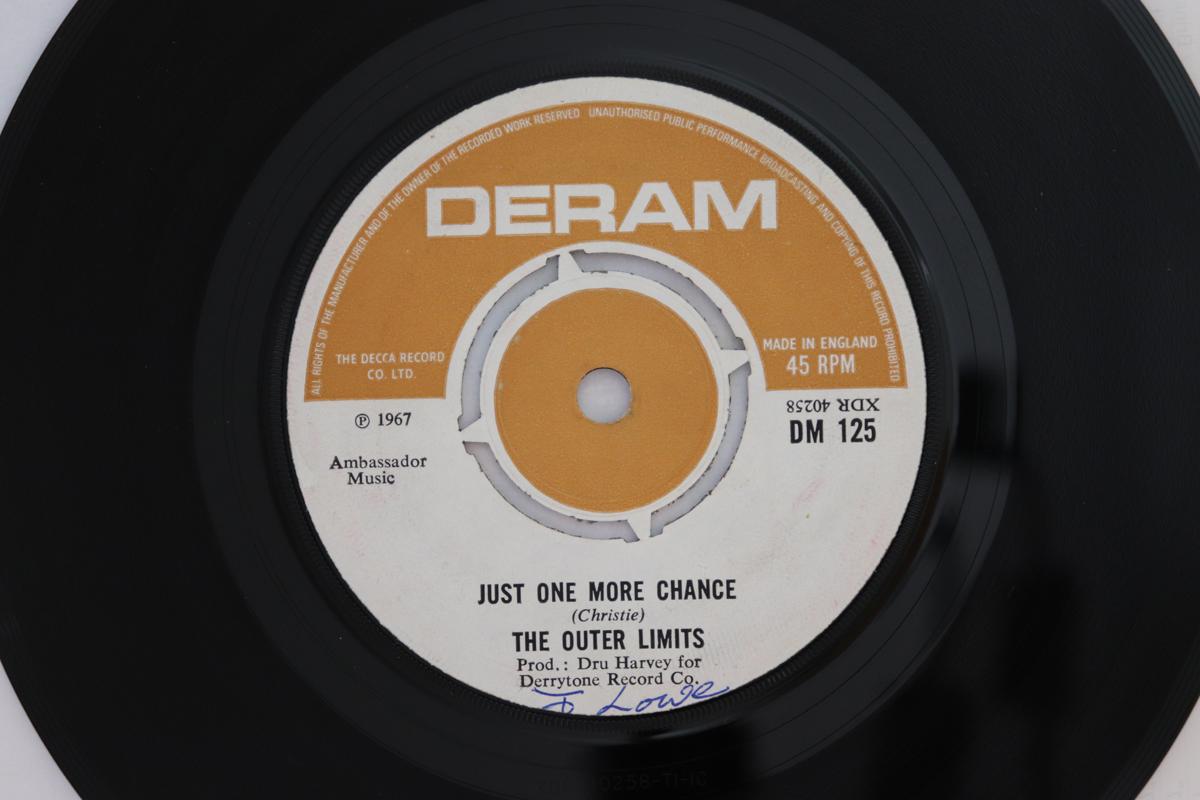 ALL RIGHTS OF THE MANUFACTURER AND OF THE OWNER OF THE RECORDED WORK RESERVED UNAUTHORISED PUBLIC PERFORMANCE BROADCASTING AND COPYING OF THIS RECORD PROHIBITED
DERAM
THE DECCA RECORD
CO. LTD.
MADE IN ENGLAND
45 RPM
℗ 1967
XDR 40258
DM 125
Ambassador
Music
JUST ONE MORE CHANCE
(Christie)
THE OUTER LIMITS
Prod.: Dru Harvey for
Derrytone Record Co.
Lowe